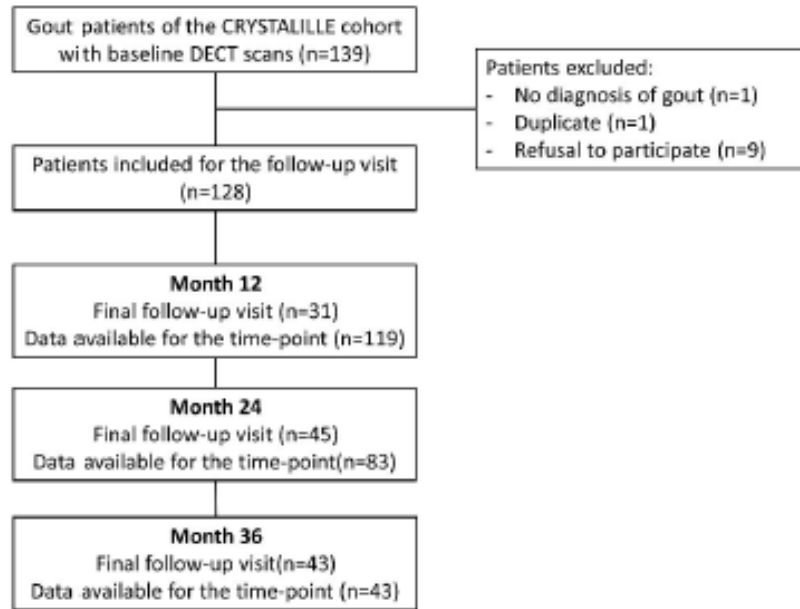 Gout patients of the CRYSTALILLE cohort
with baseline DECT scans (n=139)
Patients excluded:
- No diagnosis of gout (n=1)
- Duplicate (n=1)
- Refusal to participate (n=9)
Patients included for the follow-up visit
(n=128)
Month 12
Final follow-up visit (n=31)
Data available for the time-point (n=119)
Month 24
Final follow-up visit (n=45)
Data available for the time-point(n=83)
Month 36
Final follow-up visit(n=43)
Data available for the time-point (n=43)